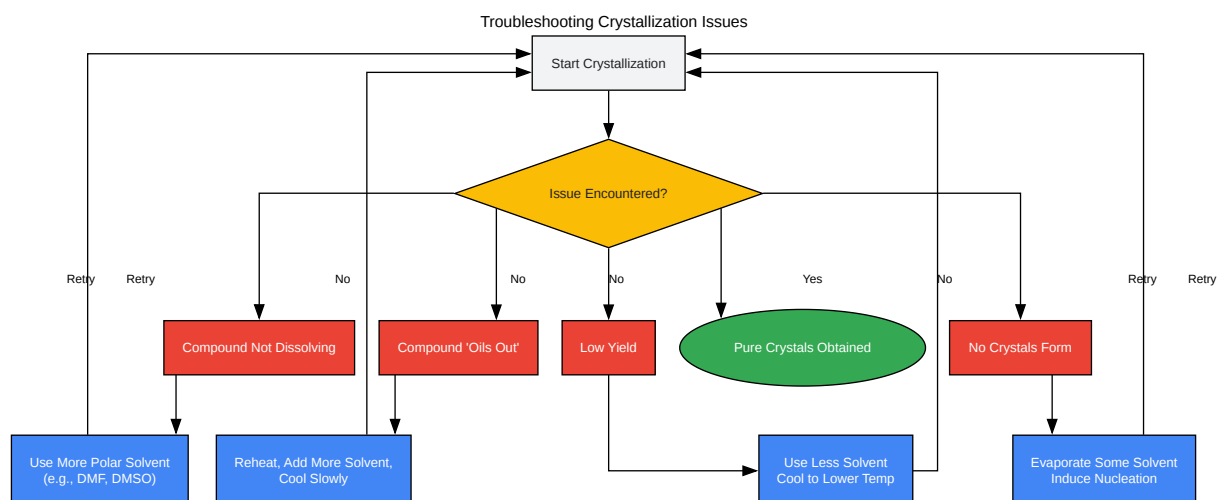 Troubleshooting Crystallization Issues
Start Crystallization
Issue Encountered?
Retry
Retry
No
No
No
Yes
No
Retry
Retry
Compound Not Dissolving
Compound 'Oils Out'
Low Yield
Pure Crystals Obtained
No Crystals Form
Use More Polar Solvent
(e.g., DMF, DMSO)
Reheat, Add More Solvent,
Cool Slowly
Use Less Solvent
Cool to Lower Temp
Evaporate Some Solvent
Induce Nucleation